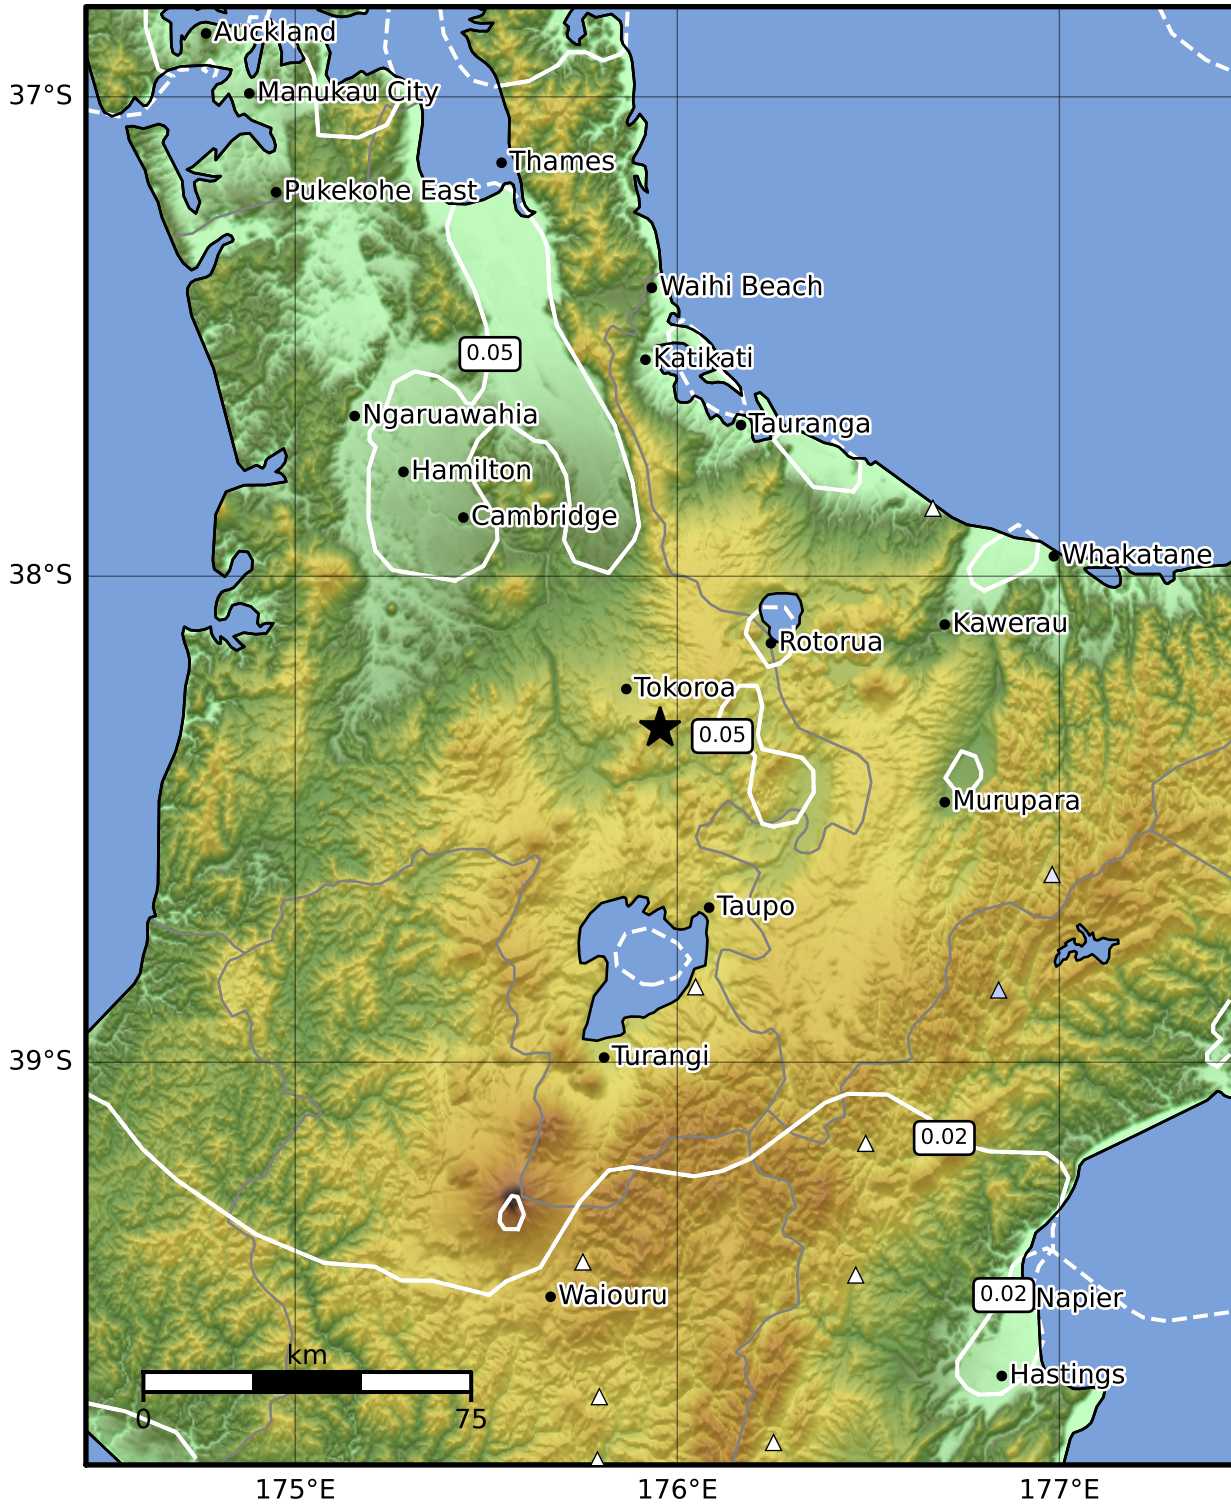 Auckland
37°S
Manukau City
Thames
Pukekohe East
Waihi Beach
0.05
Katikati
Ngaruawahia
Tauranga
Hamilton
Cambridge
Whakatane
38°S
Kawerau
Rotorua
Tokoroa
0.05
Murupara
Taupo
39°S
Turangi
0.02
0.02
Napier
Waiouru
km
Hastings
0
75
175°E
176°E
177°E